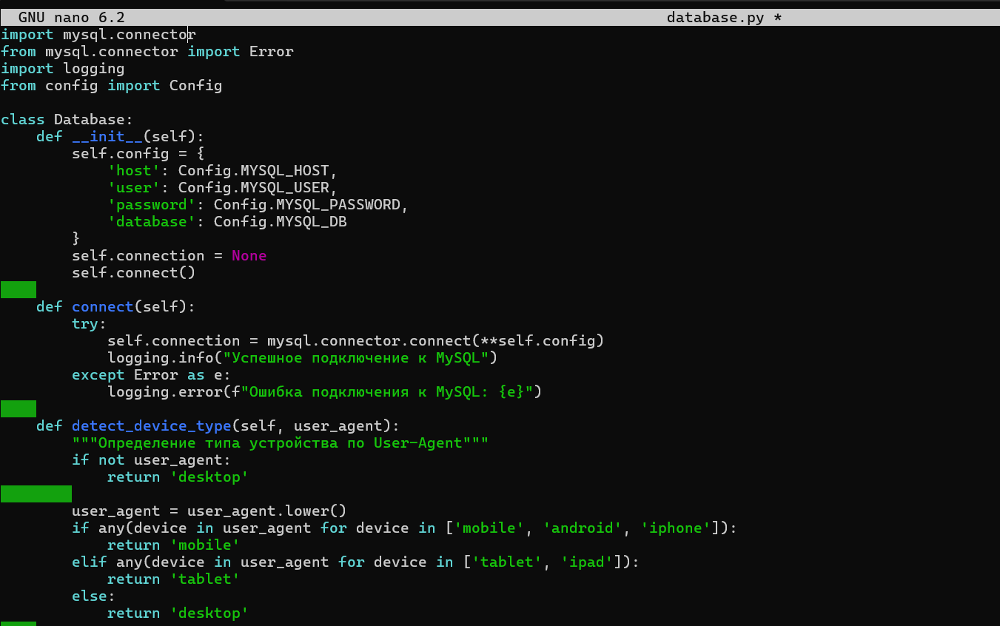 GNU nano 6.2 database.py *
import mysql.connector
from mysql.connector import Error
import logging
from config import Config
class Database:
    def __init__(self):
        self.config = {
            'host': Config.MYSQL_HOST,
            'user': Config.MYSQL_USER,
            'password': Config.MYSQL_PASSWORD,
            'database': Config.MYSQL_DB
        }
        self.connection = None
        self.connect()
    def connect(self):
        try:
            self.connection = mysql.connector.connect(**self.config)
            logging.info("Успешное подключение к MySQL")
        except Error as e:
            logging.error(f"Ошибка подключения к MySQL: {e}")
    def detect_device_type(self, user_agent):
        """Определение типа устройства по User-Agent"""
        if not user_agent:
            return 'desktop'
        user_agent = user_agent.lower()
        if any(device in user_agent for device in ['mobile', 'android', 'iphone']):
            return 'mobile'
        elif any(device in user_agent for device in ['tablet', 'ipad']):
            return 'tablet'
        else:
            return 'desktop'